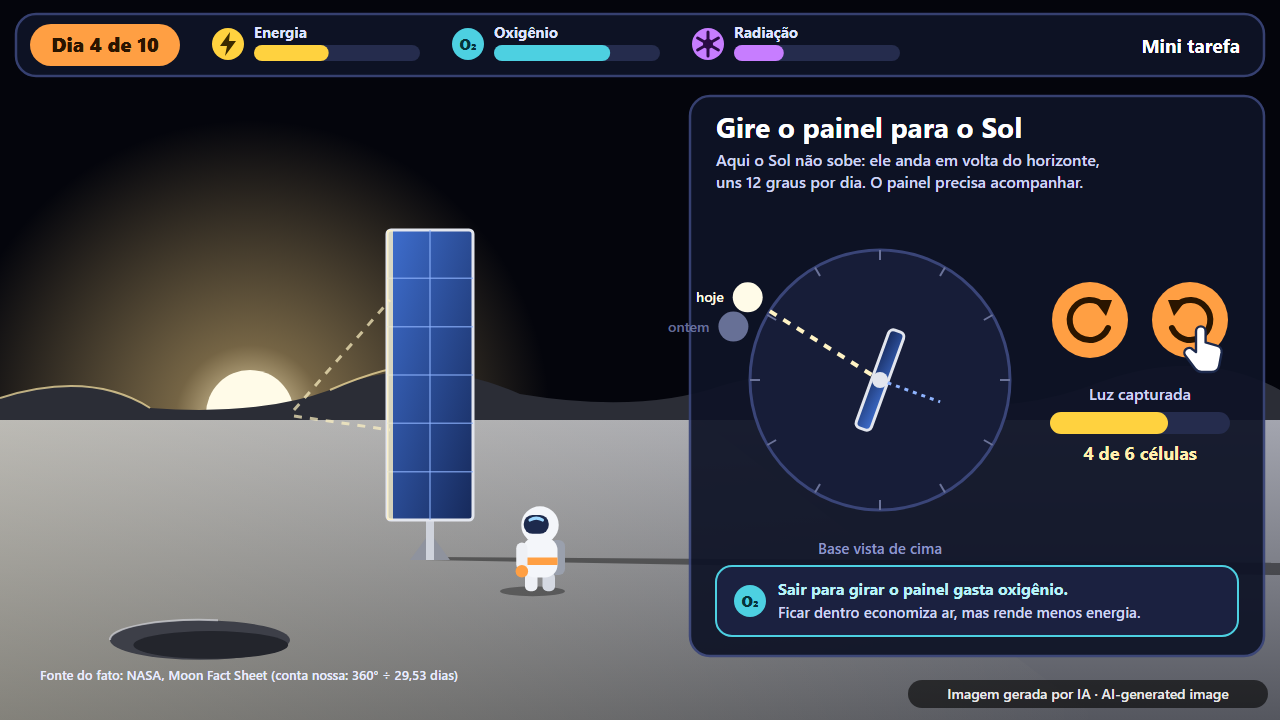 Dia 4 de 10
Energia
O₂
Oxigênio
Radiação
Mini tarefa
Gire o painel para o Sol
Aqui o Sol não sobe: ele anda em volta do horizonte,
uns 12 graus por dia. O painel precisa acompanhar.
hoje
ontem
Luz capturada
4 de 6 células
Base vista de cima
O₂
Sair para girar o painel gasta oxigênio.
Ficar dentro economiza ar, mas rende menos energia.
Fonte do fato: NASA, Moon Fact Sheet (conta nossa: 360° ÷ 29,53 dias)
Imagem gerada por IA · AI-generated image